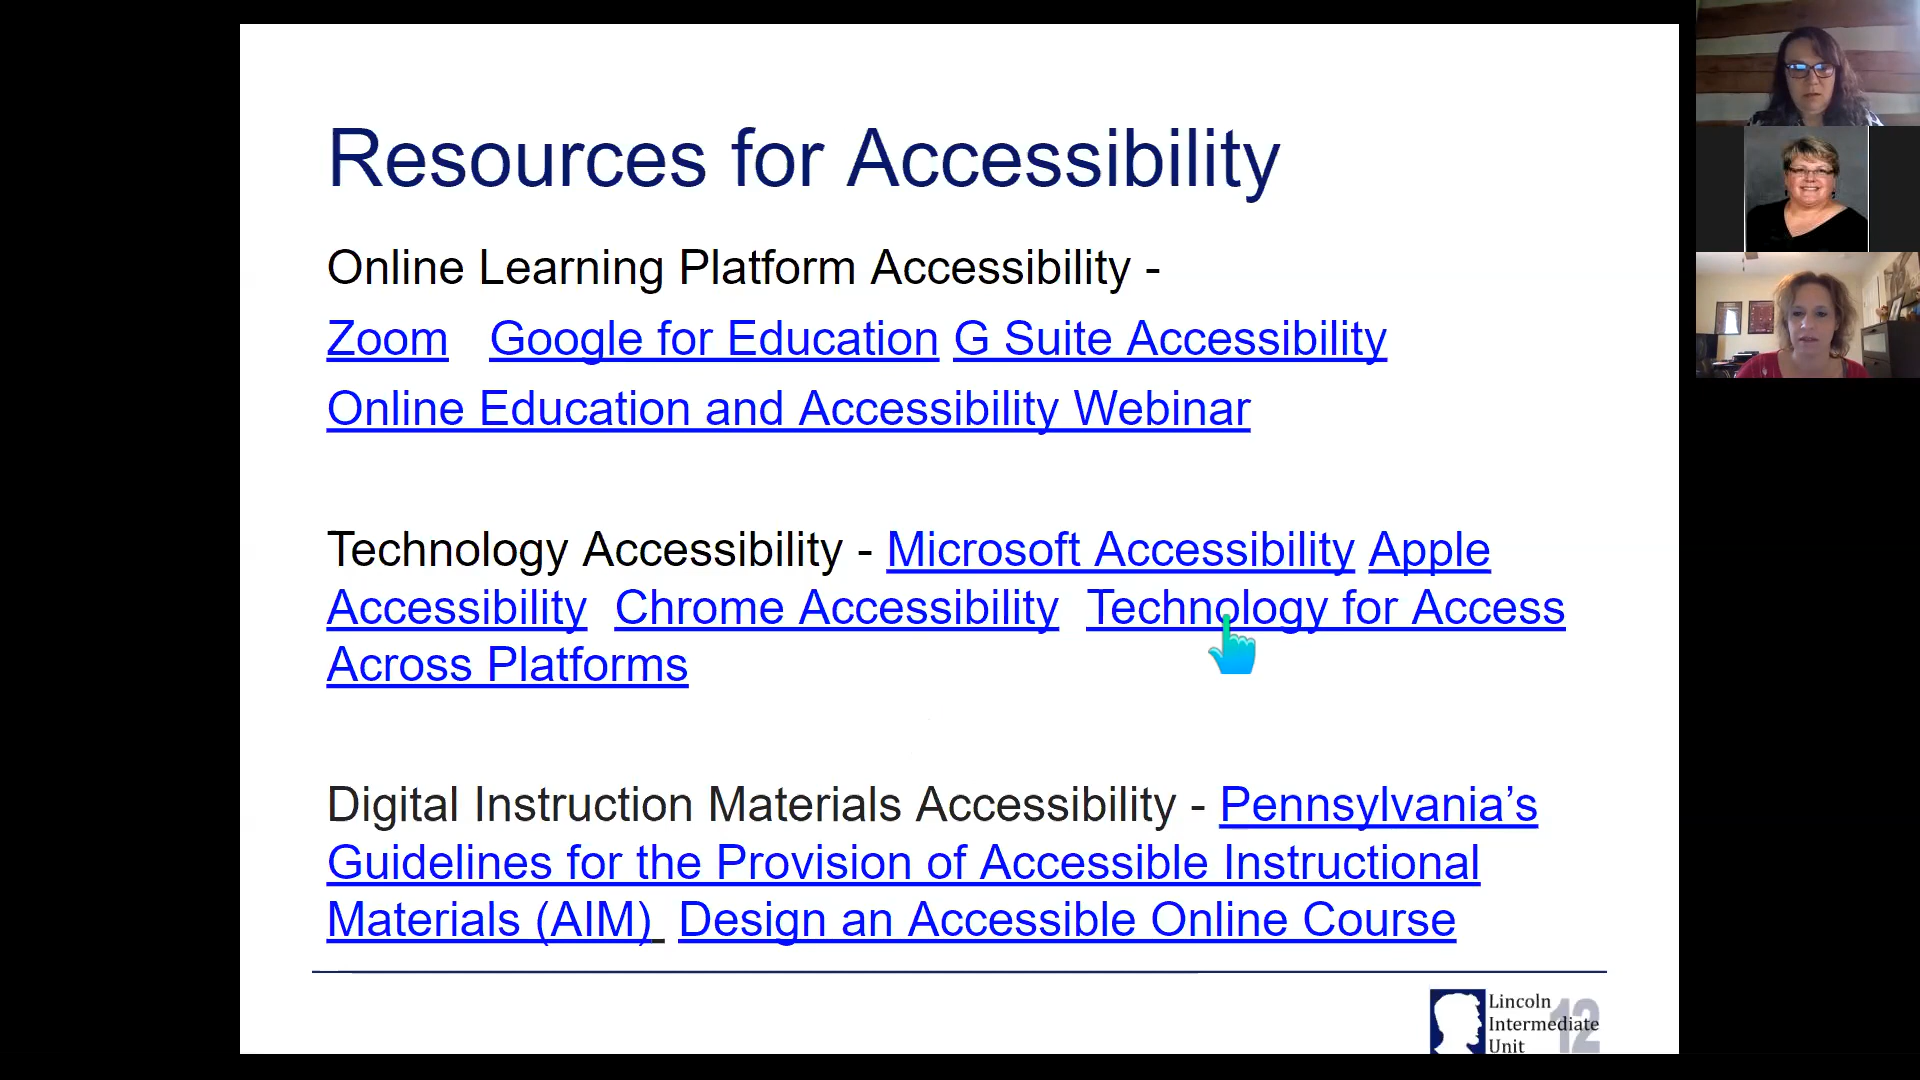 Resources for Accessibility
Online Learning Platform Accessibility -
Zoom Google for Education G Suite Accessibility
Online Education and Accessibility Webinar
Technology Accessibility - Microsoft Accessibility Apple
Accessibility Chrome Accessibility Technology for Access
Across Platforms
Digital Instruction Materials Accessibility - Pennsylvania’s
Guidelines for the Provision of Accessible Instructional
Materials (AIM) Design an Accessible Online Course
Lincoln
Intermediate
Unit
12